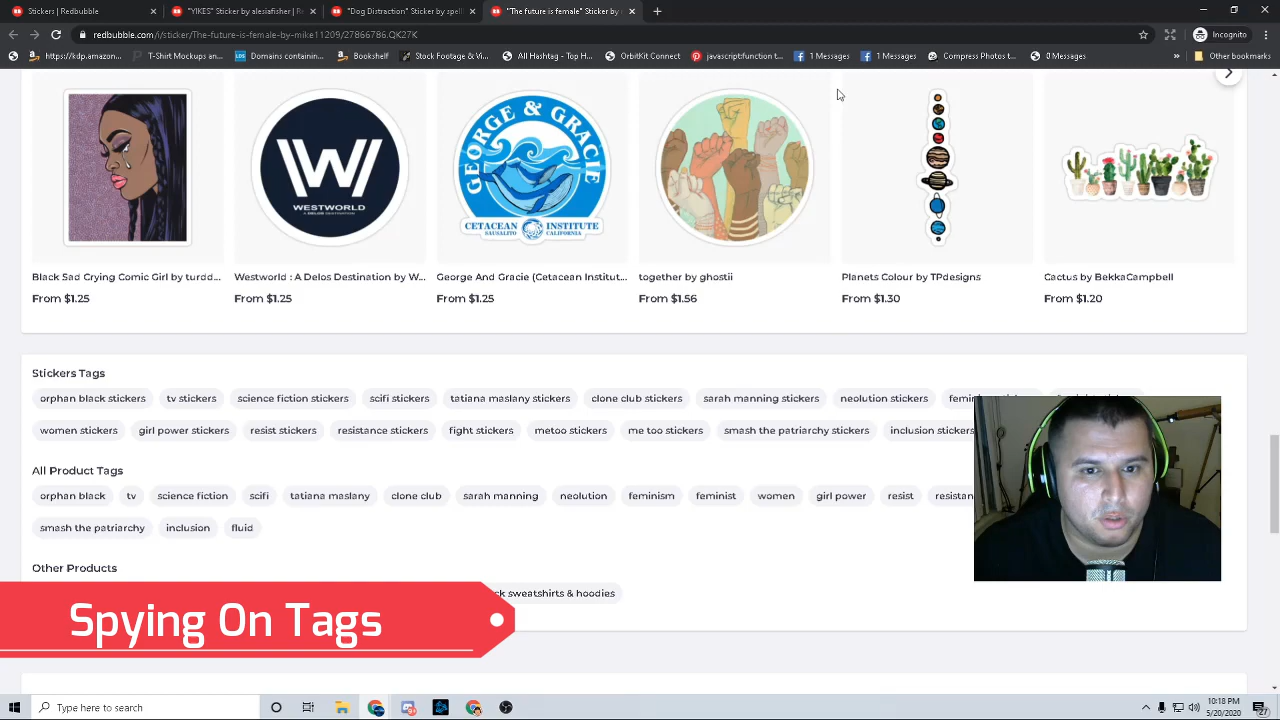 Stickers | Redbubble
"YIKES" Sticker by
"The future is female" Sticker by
redbubble.com/i/sticker/The-future-is-female-by-mike11209/27866786.QK27K
Incognito
https://kdp.amazon
T-Shirt Mockups an
Domains containin
Bookshelf
Stock Footage & Vi
All Hashtag - Trendi
OrbitKit Connect
javascriptfunction t
1 Messages
1 Messages
Compress Photos t
0 Messages
Other bookmarks
GEORGE & GRACIE
WESTWORLD
A DELOS DESTINATION
CETACEAN INSTITUTE
SAUSALITO CALIFORNIA
Black Sad Crying Comic Girl by turdd...
Westworld : A Delos Destination by W...
George And Gracie (Cetacean Institut...
together by ghostii
Planets Colour by TPdesigns
Cactus by BekkaCampbell
From $1.25
From $1.25
From $1.25
From $1.56
From $1.30
From $1.20
Stickers Tags
orphan black stickers tv stickers science fiction stickers scifi stickers tatiana maslany stickers clone club stickers sarah manning stickers neolution stickers
women stickers girl power stickers resist stickers resistance stickers fight stickers metoo stickers me too stickers smash the patriarchy stickers inclusion stickers
All Product Tags
orphan black tv science fiction scifi tatiana maslany clone club sarah manning neolution feminism feminist women girl power resist
smash the patriarchy inclusion fluid
Other Products
sweatshirts & hoodies
Spying On Tags
Type here to search
10:18 PM
5/20/2020